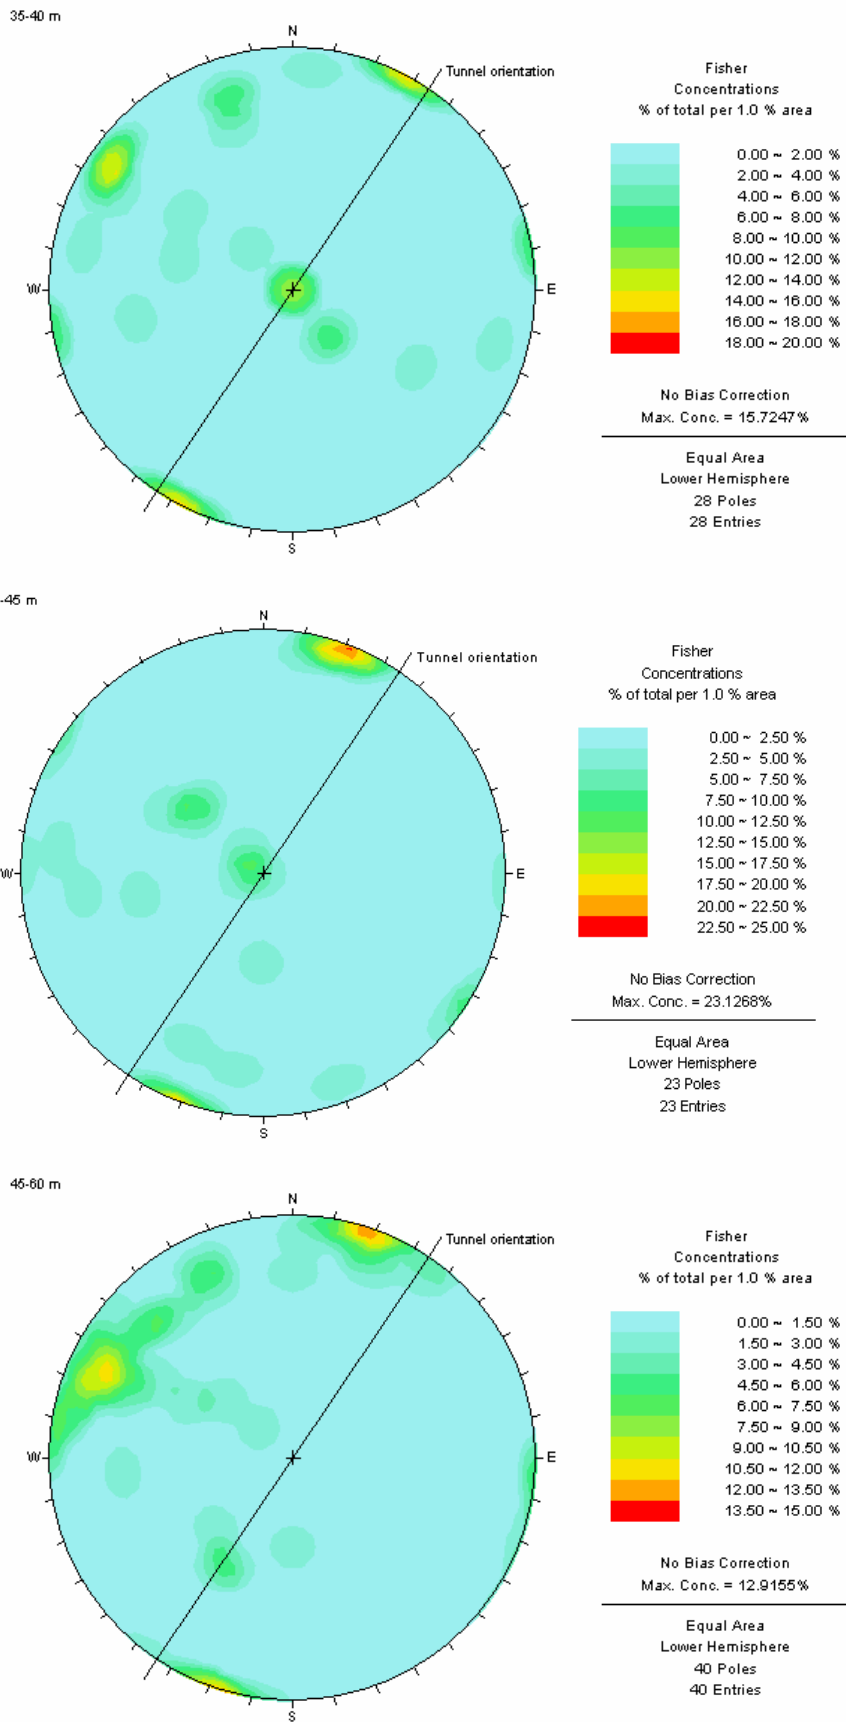 35-40 m
N
Tunnel orientation
W
E
S
Fisher
Concentrations
% of total per 1.0 % area
0.00 ~ 2.00 %
2.00 ~ 4.00 %
4.00 ~ 6.00 %
6.00 ~ 8.00 %
8.00 ~ 10.00 %
10.00 ~ 12.00 %
12.00 ~ 14.00 %
14.00 ~ 16.00 %
16.00 ~ 18.00 %
18.00 ~ 20.00 %
No Bias Correction
Max. Conc. = 15.7247%
Equal Area
Lower Hemisphere
28 Poles
28 Entries
-45 m
N
Tunnel orientation
W
E
S
Fisher
Concentrations
% of total per 1.0 % area
0.00 ~ 2.50 %
2.50 ~ 5.00 %
5.00 ~ 7.50 %
7.50 ~ 10.00 %
10.00 ~ 12.50 %
12.50 ~ 15.00 %
15.00 ~ 17.50 %
17.50 ~ 20.00 %
20.00 ~ 22.50 %
22.50 ~ 25.00 %
No Bias Correction
Max. Conc. = 23.1268%
Equal Area
Lower Hemisphere
23 Poles
23 Entries
45-60 m
N
Tunnel orientation
W
E
S
Fisher
Concentrations
% of total per 1.0 % area
0.00 ~ 1.50 %
1.50 ~ 3.00 %
3.00 ~ 4.50 %
4.50 ~ 6.00 %
6.00 ~ 7.50 %
7.50 ~ 9.00 %
9.00 ~ 10.50 %
10.50 ~ 12.00 %
12.00 ~ 13.50 %
13.50 ~ 15.00 %
No Bias Correction
Max. Conc. = 12.9155%
Equal Area
Lower Hemisphere
40 Poles
40 Entries